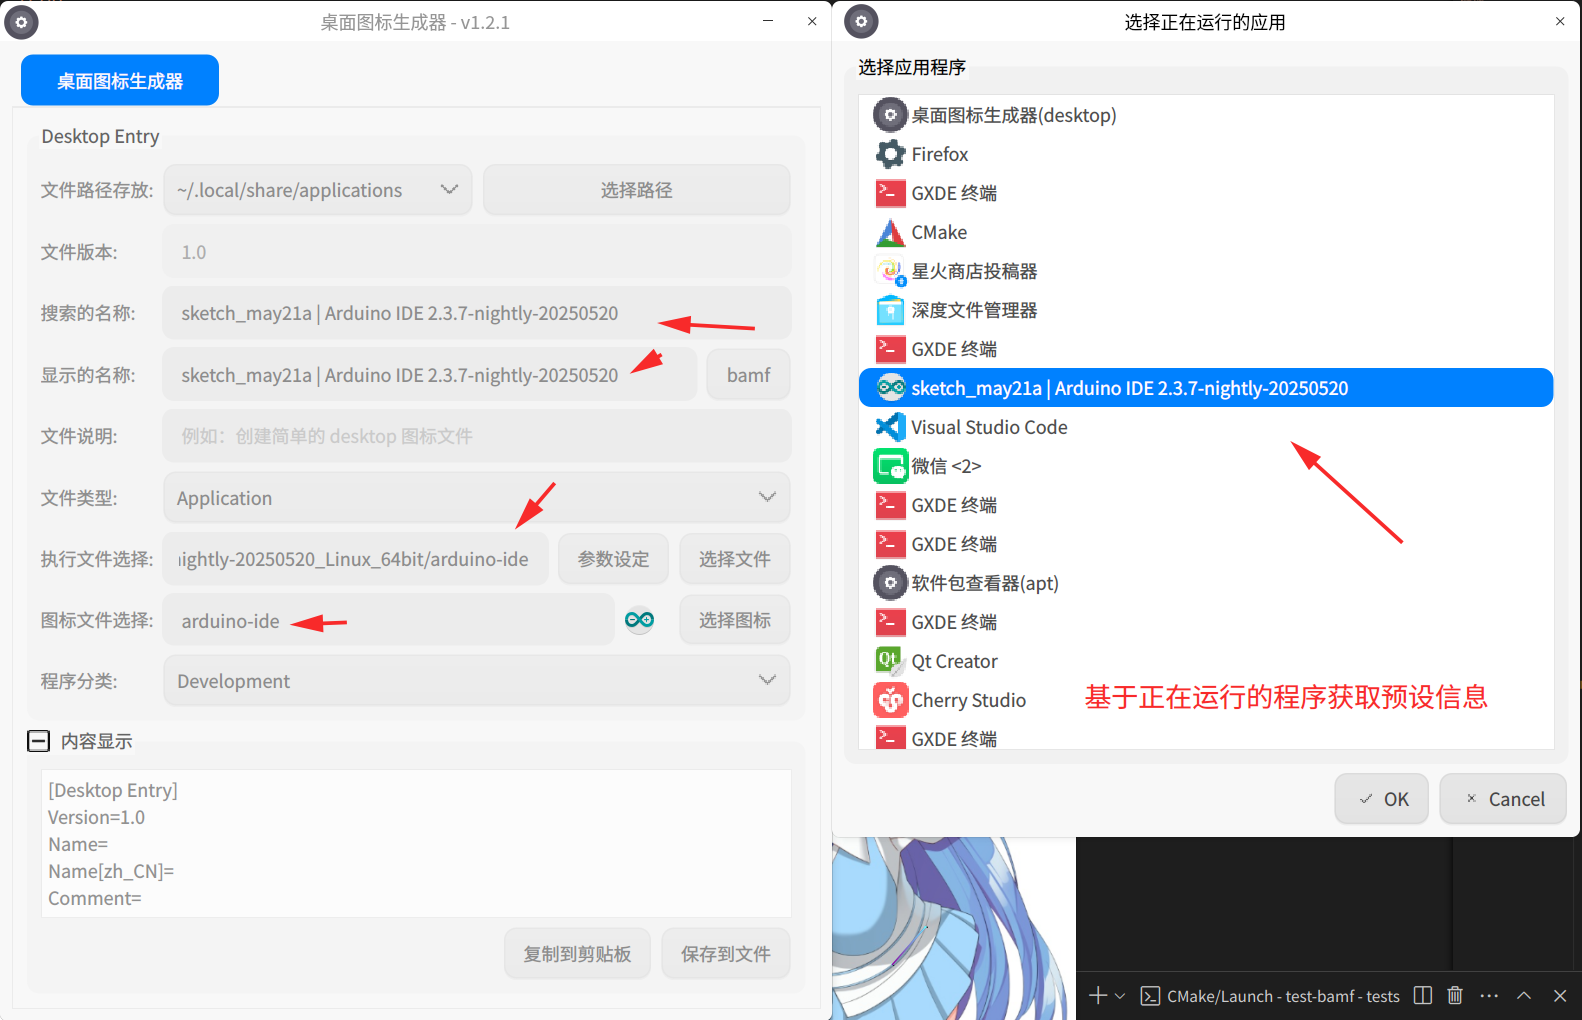 桌面图标生成器 - v1.2.1
桌面图标生成器
Desktop Entry
文件路径存放:
~/.local/share/applications
选择路径
文件版本:
1.0
搜索的名称:
sketch_may21a | Arduino IDE 2.3.7-nightly-20250520
显示的名称:
sketch_may21a | Arduino IDE 2.3.7-nightly-20250520
bamf
文件说明:
例如：创建简单的 desktop 图标文件
文件类型:
Application
执行文件选择:
nightly-20250520_Linux_64bit/arduino-ide
参数设定
选择文件
图标文件选择:
arduino-ide
选择图标
程序分类:
Development
内容显示
[Desktop Entry]
Version=1.0
Name=
Name[zh_CN]=
Comment=
复制到剪贴板
保存到文件
选择正在运行的应用
选择应用程序
桌面图标生成器(desktop)
Firefox
GXDE 终端
CMake
星火商店投稿器
深度文件管理器
GXDE 终端
sketch_may21a | Arduino IDE 2.3.7-nightly-20250520
Visual Studio Code
微信 <2>
GXDE 终端
GXDE 终端
软件包查看器(apt)
GXDE 终端
Qt Creator
Cherry Studio
GXDE 终端
基于正在运行的程序获取预设信息
OK
Cancel
CMake/Launch - test-bamf - tests